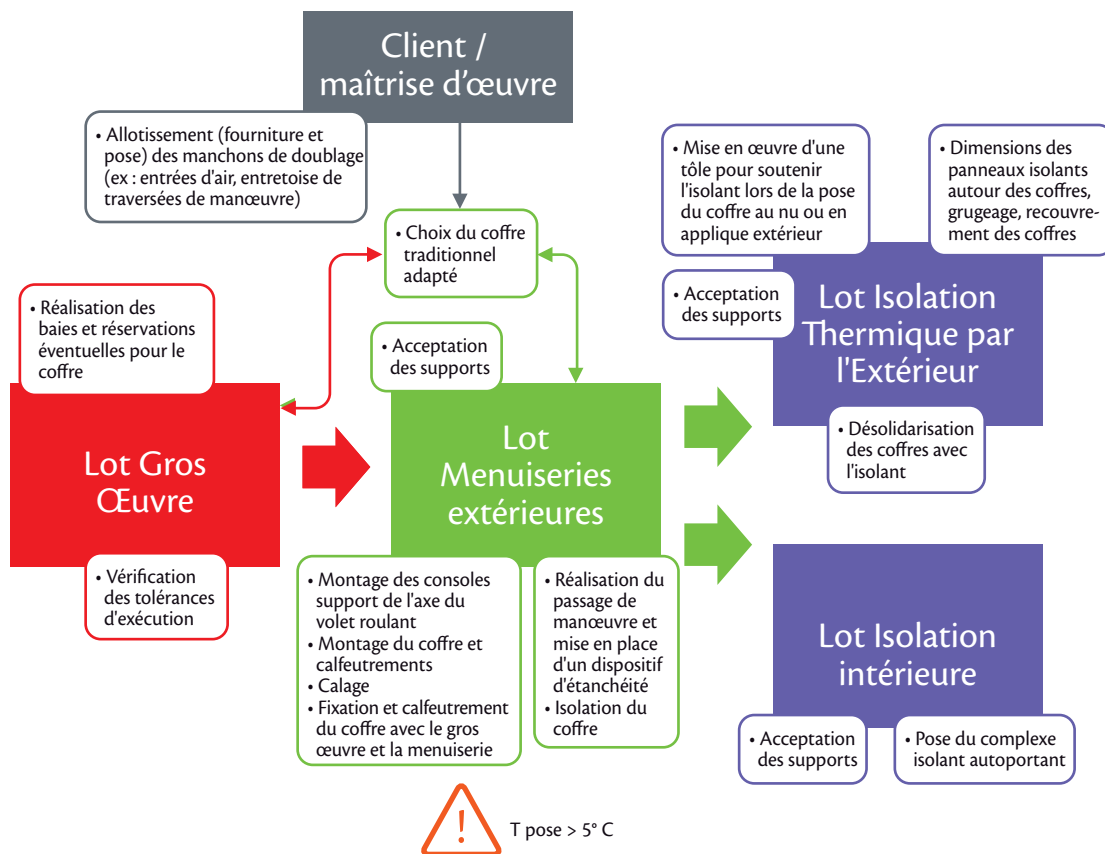 Client /
maîtrise d'œuvre
• Allotissement (fourniture et
pose) des manchons de doublage
(ex : entrées d'air, entretoise de
traversées de manœuvre)
• Choix du coffre
traditionnel
adapté
• Réalisation des
baies et réservations
éventuelles pour le
coffre
Lot Gros
Œuvre
• Vérification
des tolérances
d'exécution
• Acceptation
des supports
Lot
Menuiseries
extérieures
• Montage des consoles
support de l'axe du
volet roulant
• Montage du coffre et
calfeutrements
• Calage
• Fixation et calfeutrement
du coffre avec le gros
œuvre et la menuiserie
• Réalisation du
passage de
manœuvre et
mise en place
d'un dispositif
d'étanchéité
• Isolation du
coffre
! T pose > 5° C
• Mise en œuvre d'une
tôle pour soutenir
l'isolant lors de la pose
du coffre au nu ou en
applique extérieur
• Dimensions des
panneaux isolants
autour des coffres,
grugeage, recouvre-
ment des coffres
• Acceptation
des supports
Lot Isolation
Thermique par
l'Extérieur
• Désolidarisation
des coffres avec
l'isolant
Lot Isolation
intérieure
• Acceptation
des supports
• Pose du complexe
isolant autoportant